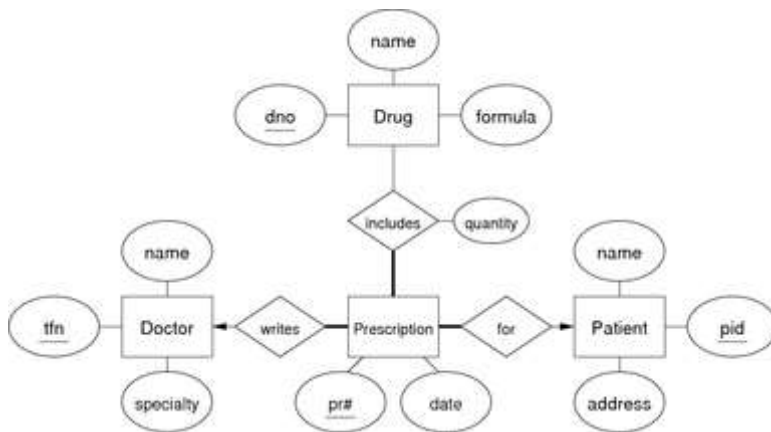 name
dno
Drug
formula
includes
quantity
name
name
tfn
Doctor
writes
Prescription
for
Patient
pid
specialty
pr#
date
address